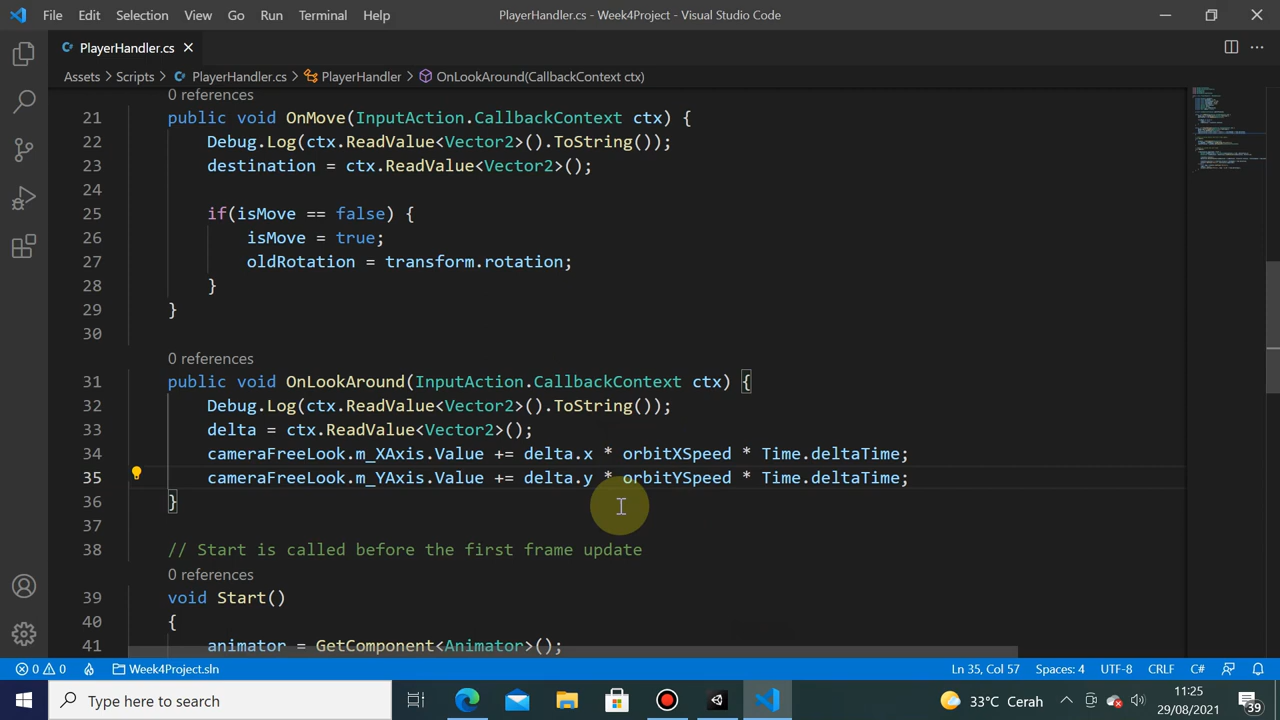 File Edit Selection View Go Run Terminal Help
PlayerHandler.cs - Week4Project - Visual Studio Code
PlayerHandler.cs
Assets > Scripts > PlayerHandler.cs > PlayerHandler > OnLookAround(CallbackContext ctx)
0 references
21 public void OnMove(InputAction.CallbackContext ctx) {
22 Debug.Log(ctx.ReadValue<Vector2>().ToString());
23 destination = ctx.ReadValue<Vector2>();
24
25 if(isMove == false) {
26 isMove = true;
27 oldRotation = transform.rotation;
28 }
29 }
30
0 references
31 public void OnLookAround(InputAction.CallbackContext ctx) {
32 Debug.Log(ctx.ReadValue<Vector2>().ToString());
33 delta = ctx.ReadValue<Vector2>();
34 cameraFreeLook.m_XAxis.Value += delta.x * orbitXSpeed * Time.deltaTime;
35 cameraFreeLook.m_YAxis.Value += delta.y * orbitYSpeed * Time.deltaTime;
36 }
37
38 // Start is called before the first frame update
0 references
39 void Start()
40 {
41 animator = GetComponent<Animator>();
0 0 Week4Project.sln Ln 35, Col 57 Spaces: 4 UTF-8 CRLF C#
Type here to search
33°C Cerah
11:25
29/08/2021
39